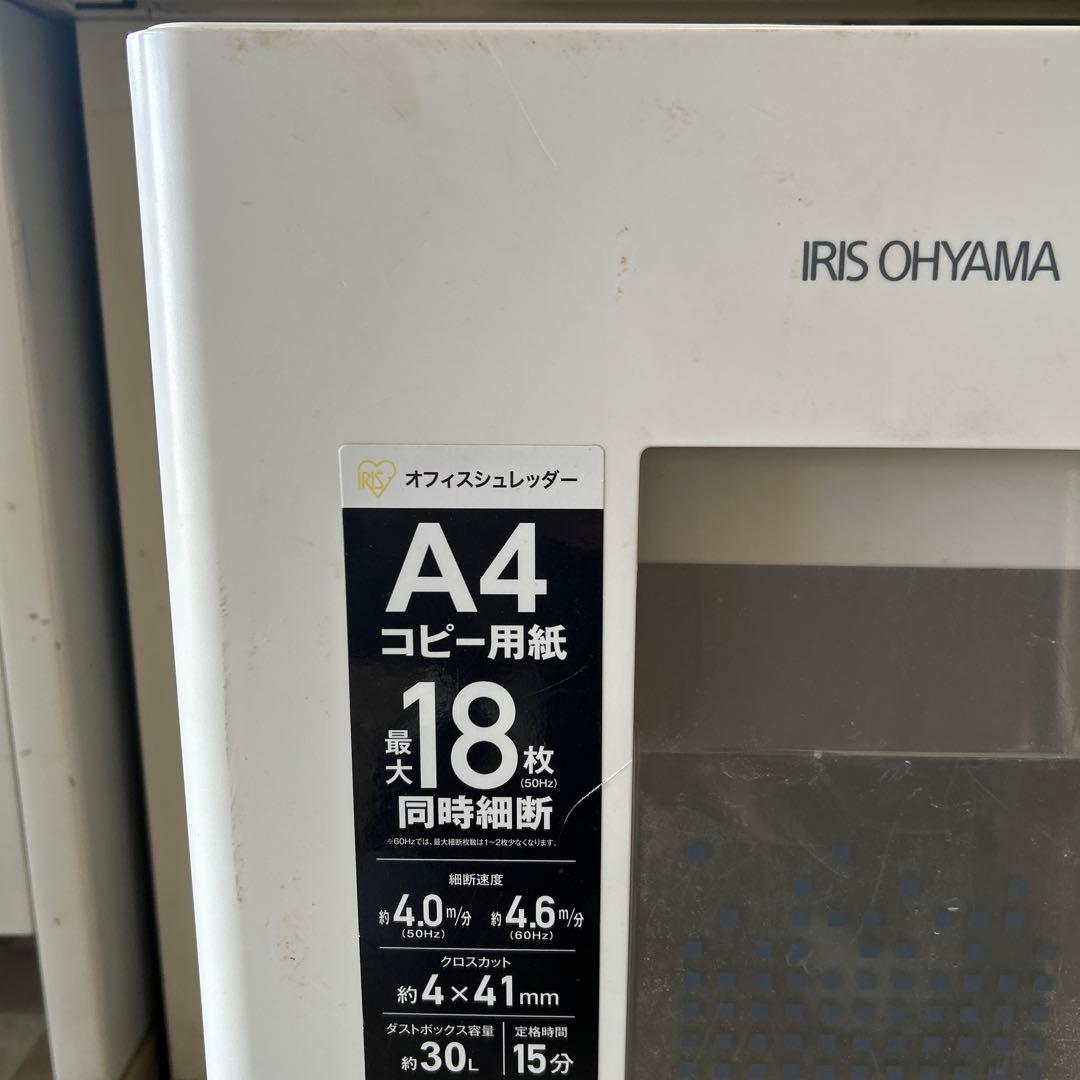 IRIS OHYAMA
IRIS オフィスシュレッダー
A4
コピー用紙
最大18枚(50Hz)
同時細断
※60Hzでは、最大細断枚数は1〜2枚少なくなります。
細断速度
約4.0m/分 約4.6m/分
(50Hz) (60Hz)
クロスカット
約4×41mm
ダストボックス容量 定格時間
約30L 15分